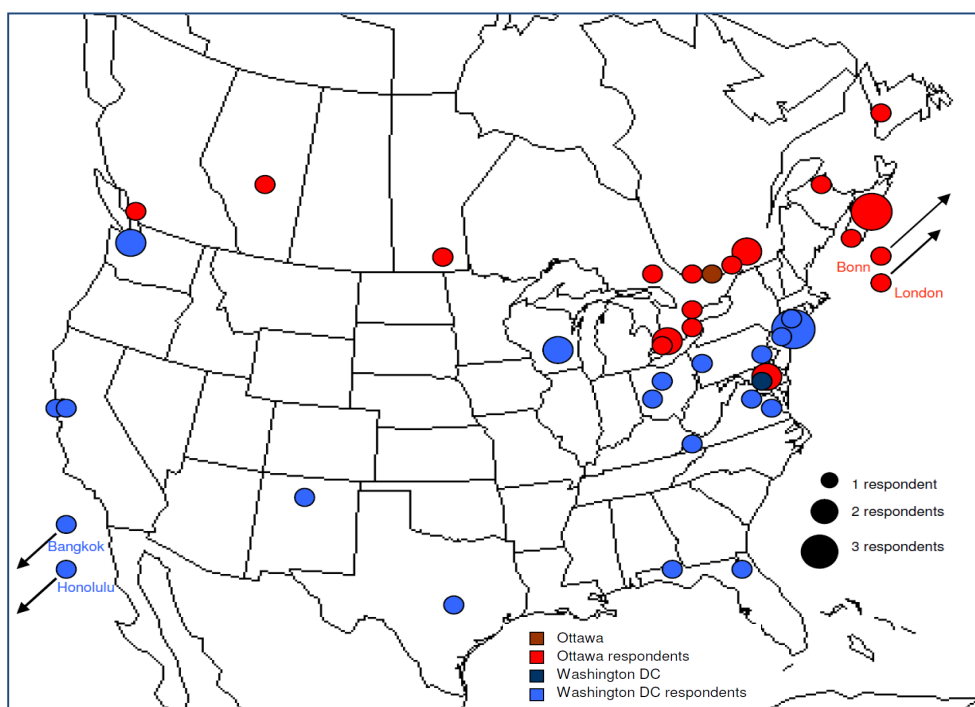 Bonn
London
1 respondent
2 respondents
3 respondents
Bangkok
Honolulu
Ottawa
Ottawa respondents
Washington DC
Washington DC respondents